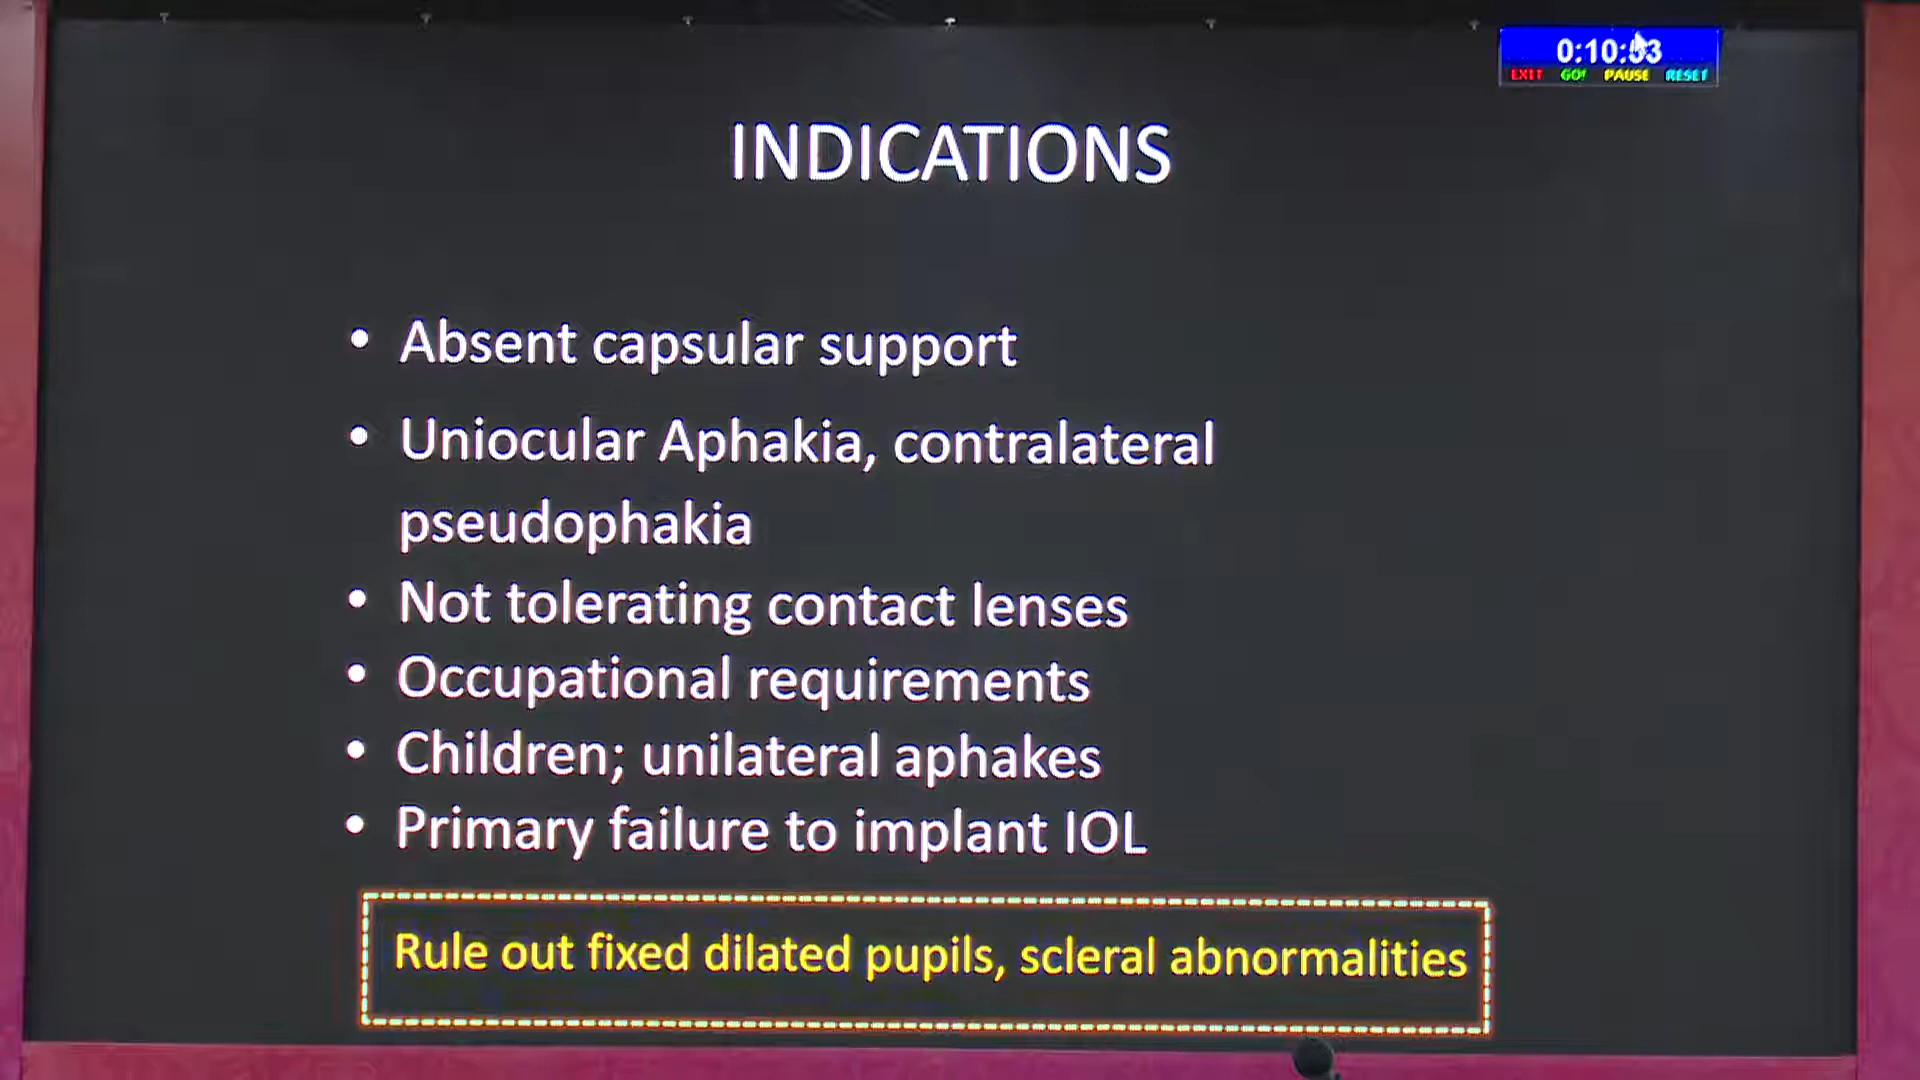 0:10:53
EXIT GO! PAUSE RESET
INDICATIONS
• Absent capsular support
• Uniocular Aphakia, contralateral
pseudophakia
• Not tolerating contact lenses
• Occupational requirements
• Children; unilateral aphakes
• Primary failure to implant IOL
Rule out fixed dilated pupils, scleral abnormalities